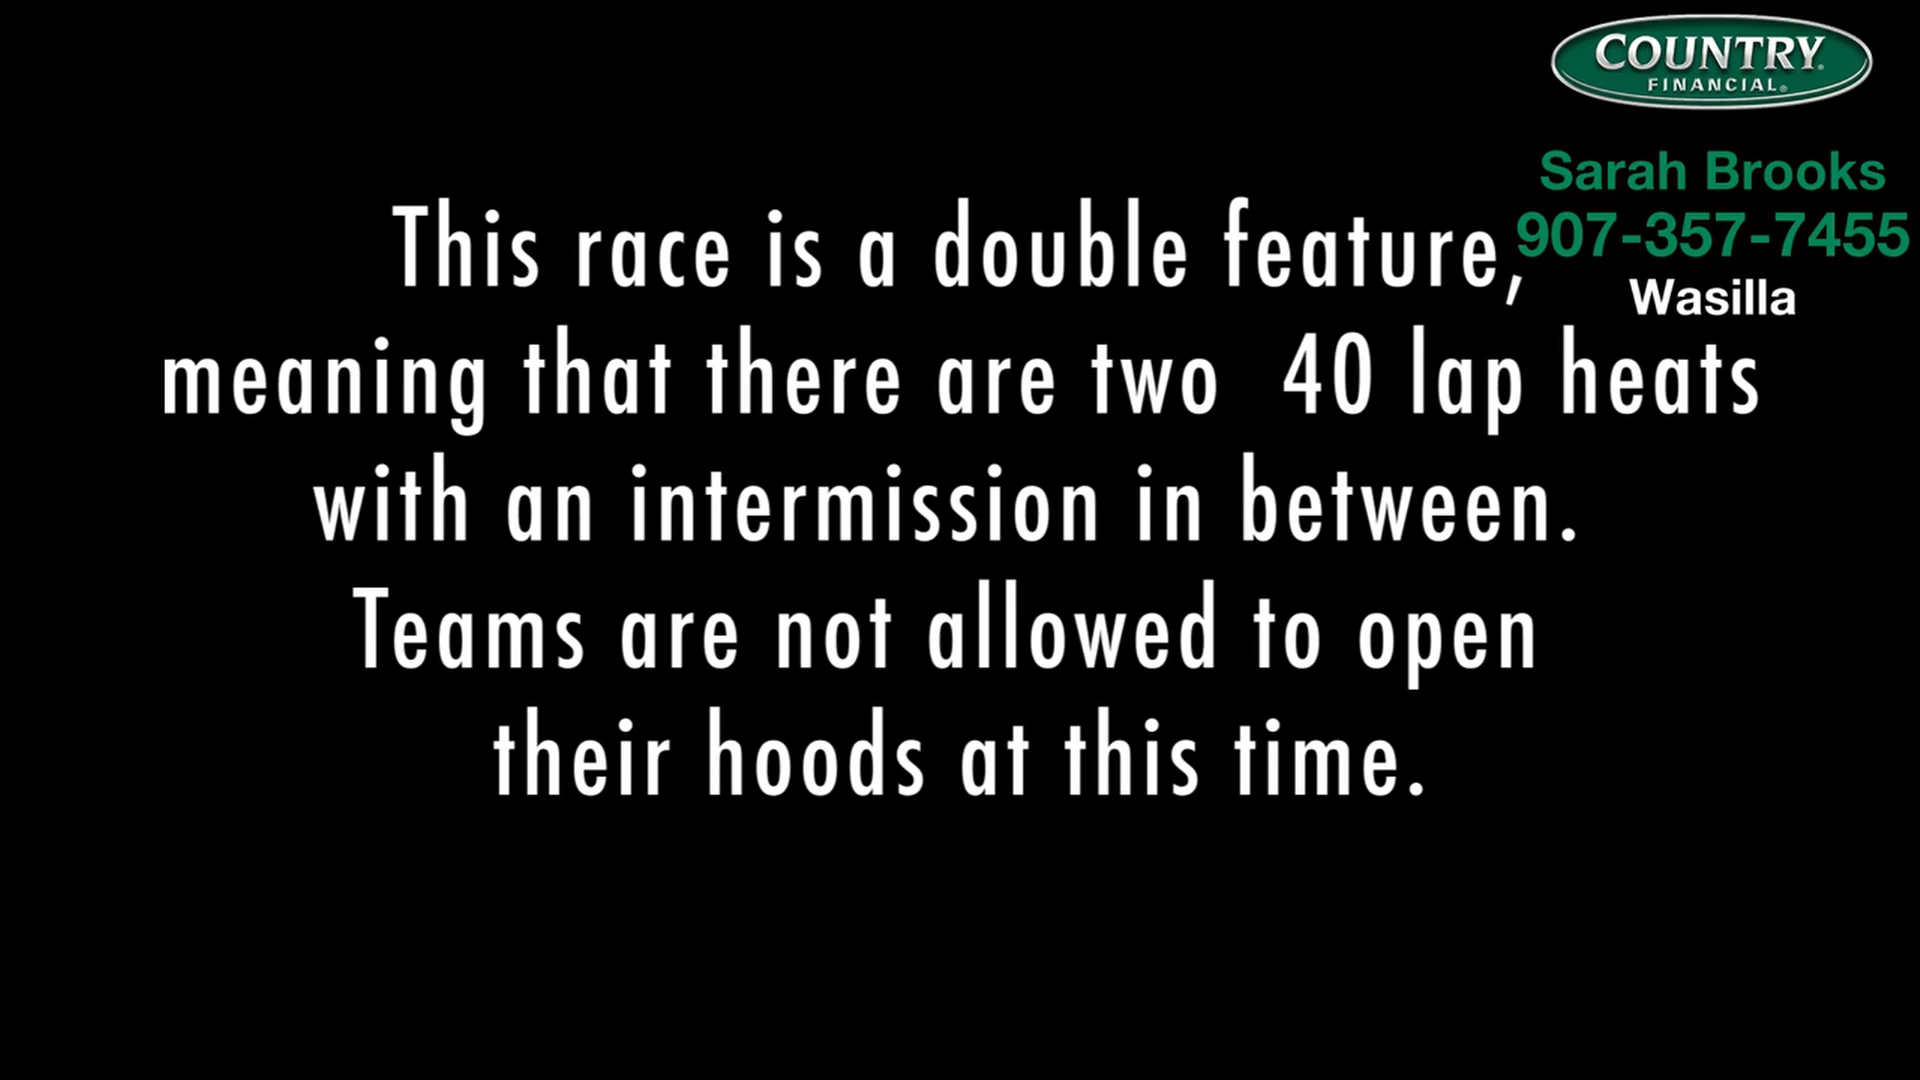 COUNTRY
FINANCIAL
Sarah Brooks
907-357-7455
Wasilla
This race is a double feature,
meaning that there are two  40 lap heats
with an intermission in between.
Teams are not allowed to open
their hoods at this time.